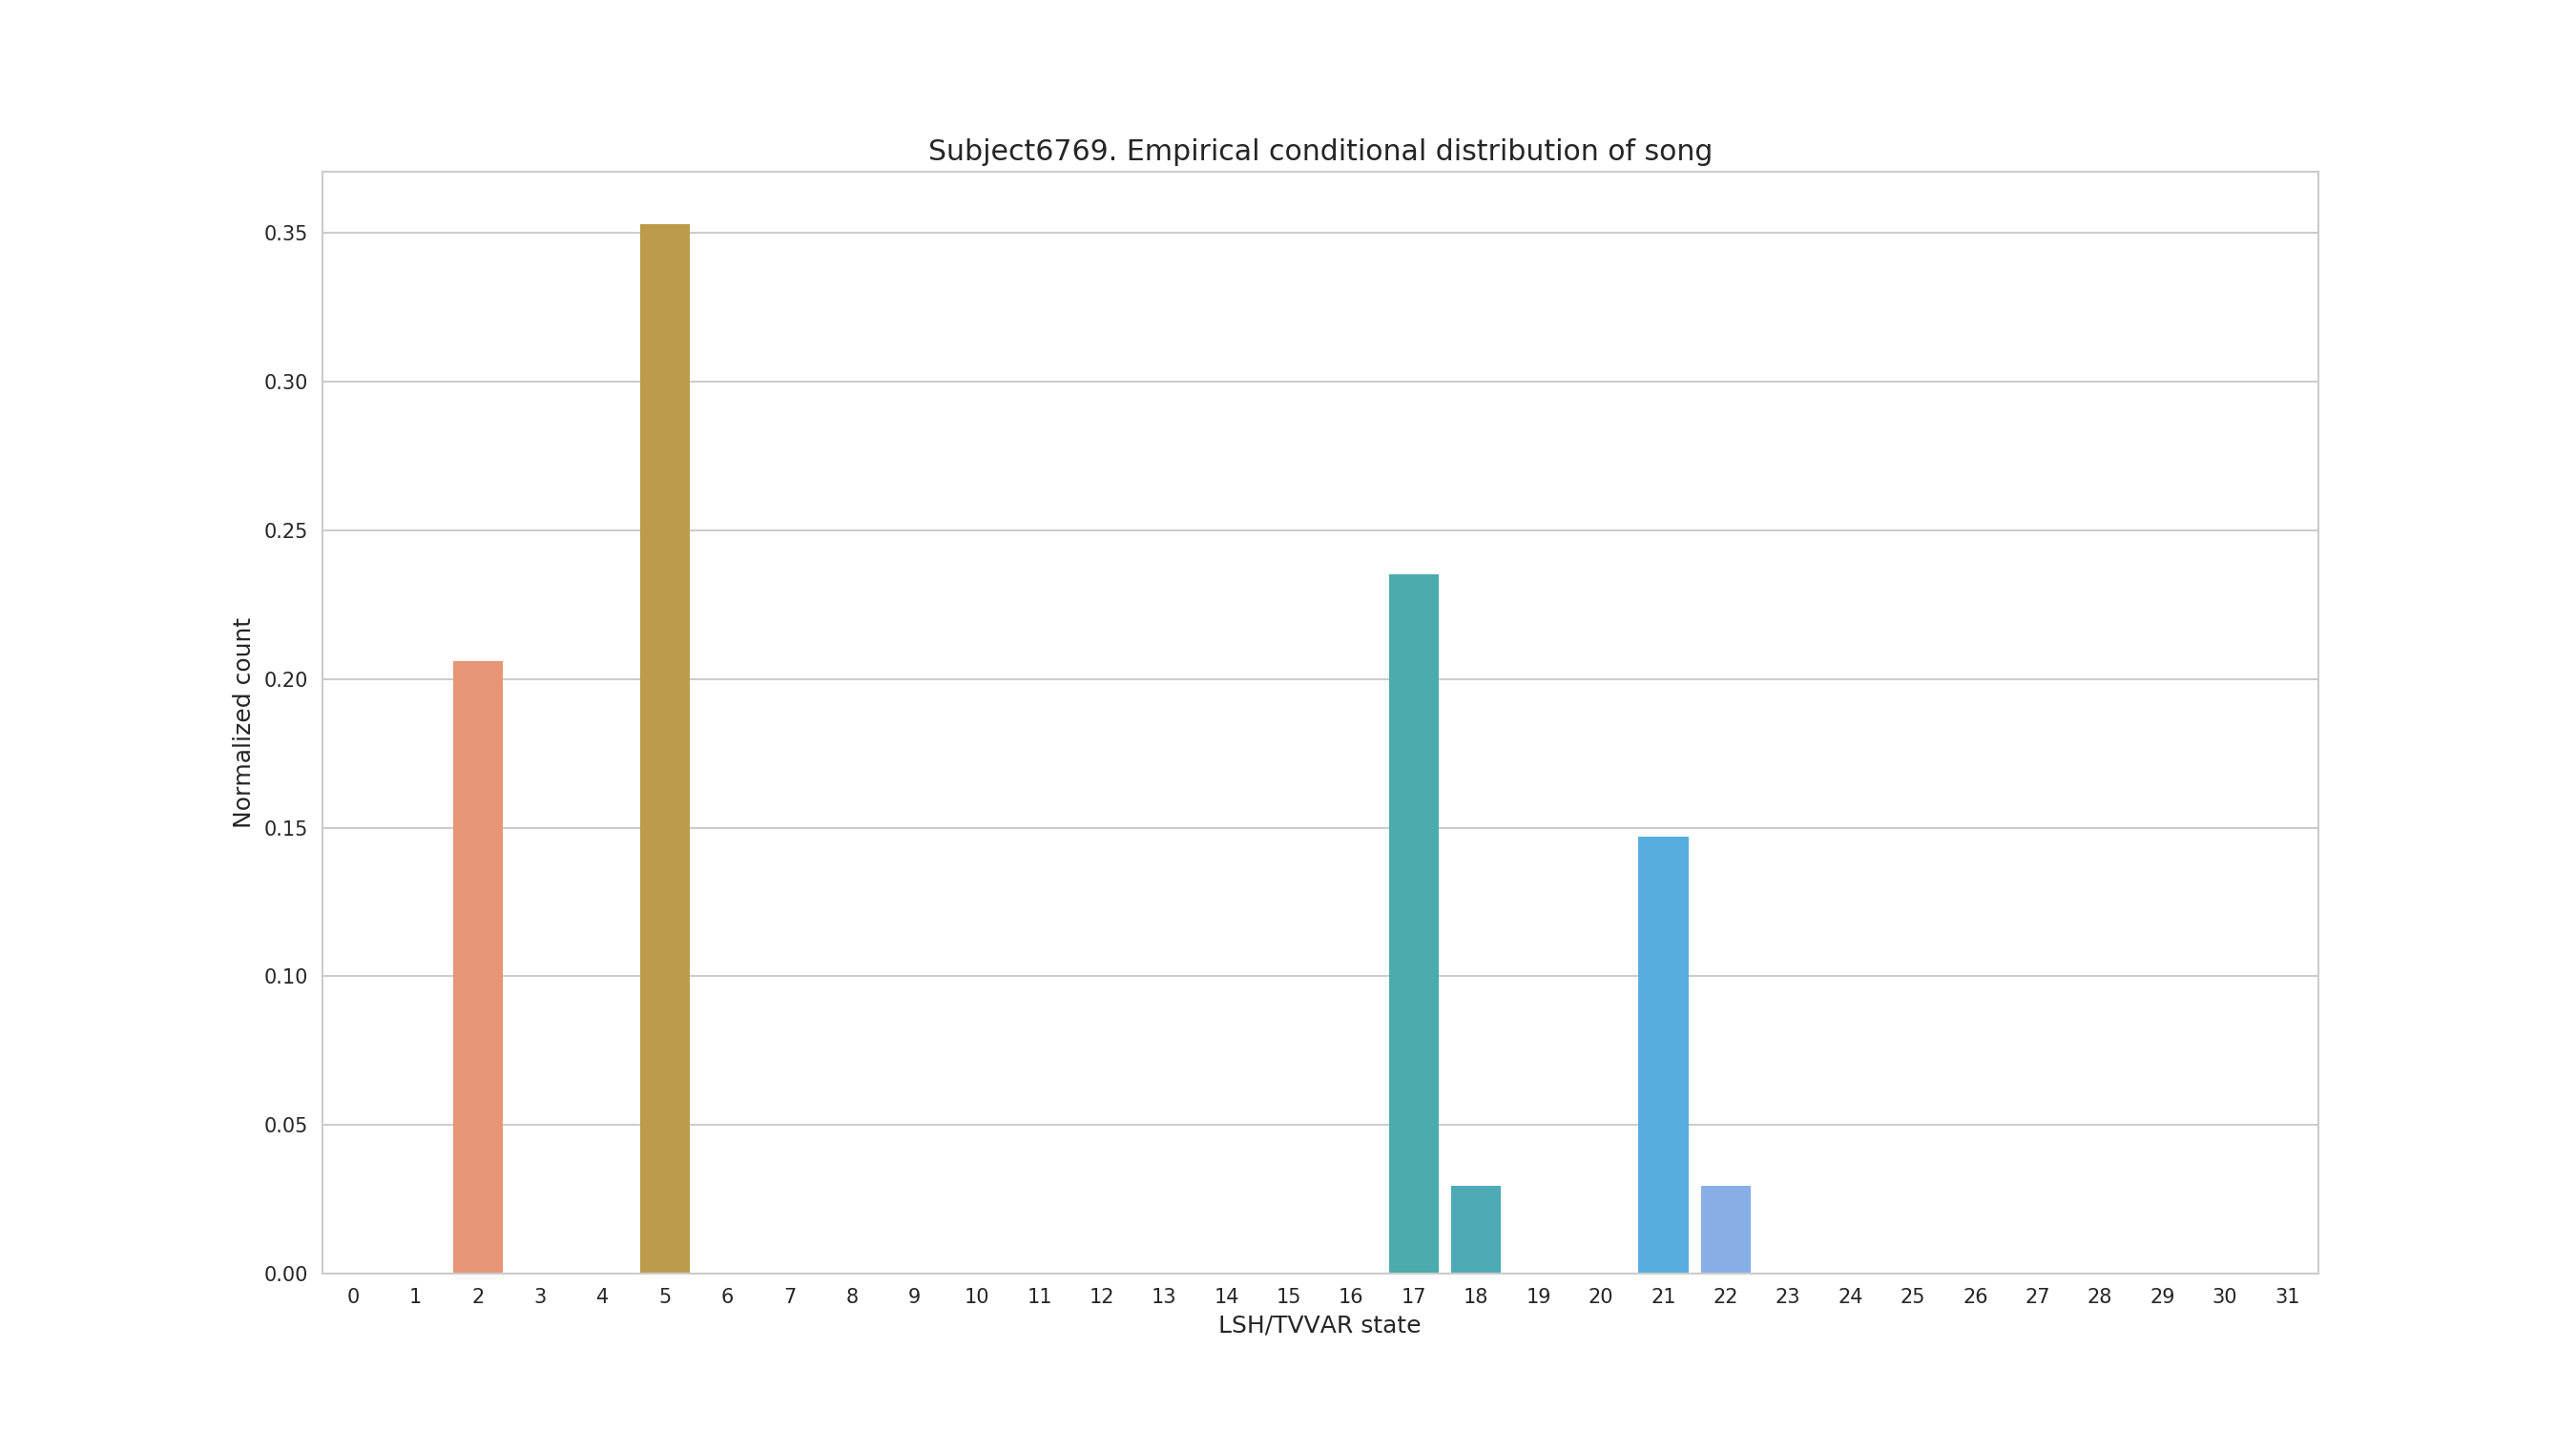 Subject6769. Empirical conditional distribution of song
Normalized count
0.35
0.30
0.25
0.20
0.15
0.10
0.05
0.00
0 1 2 3 4 5 6 7 8 9 10 11 12 13 14 15 16 17 18 19 20 21 22 23 24 25 26 27 28 29 30 31
LSH/TVVAR state